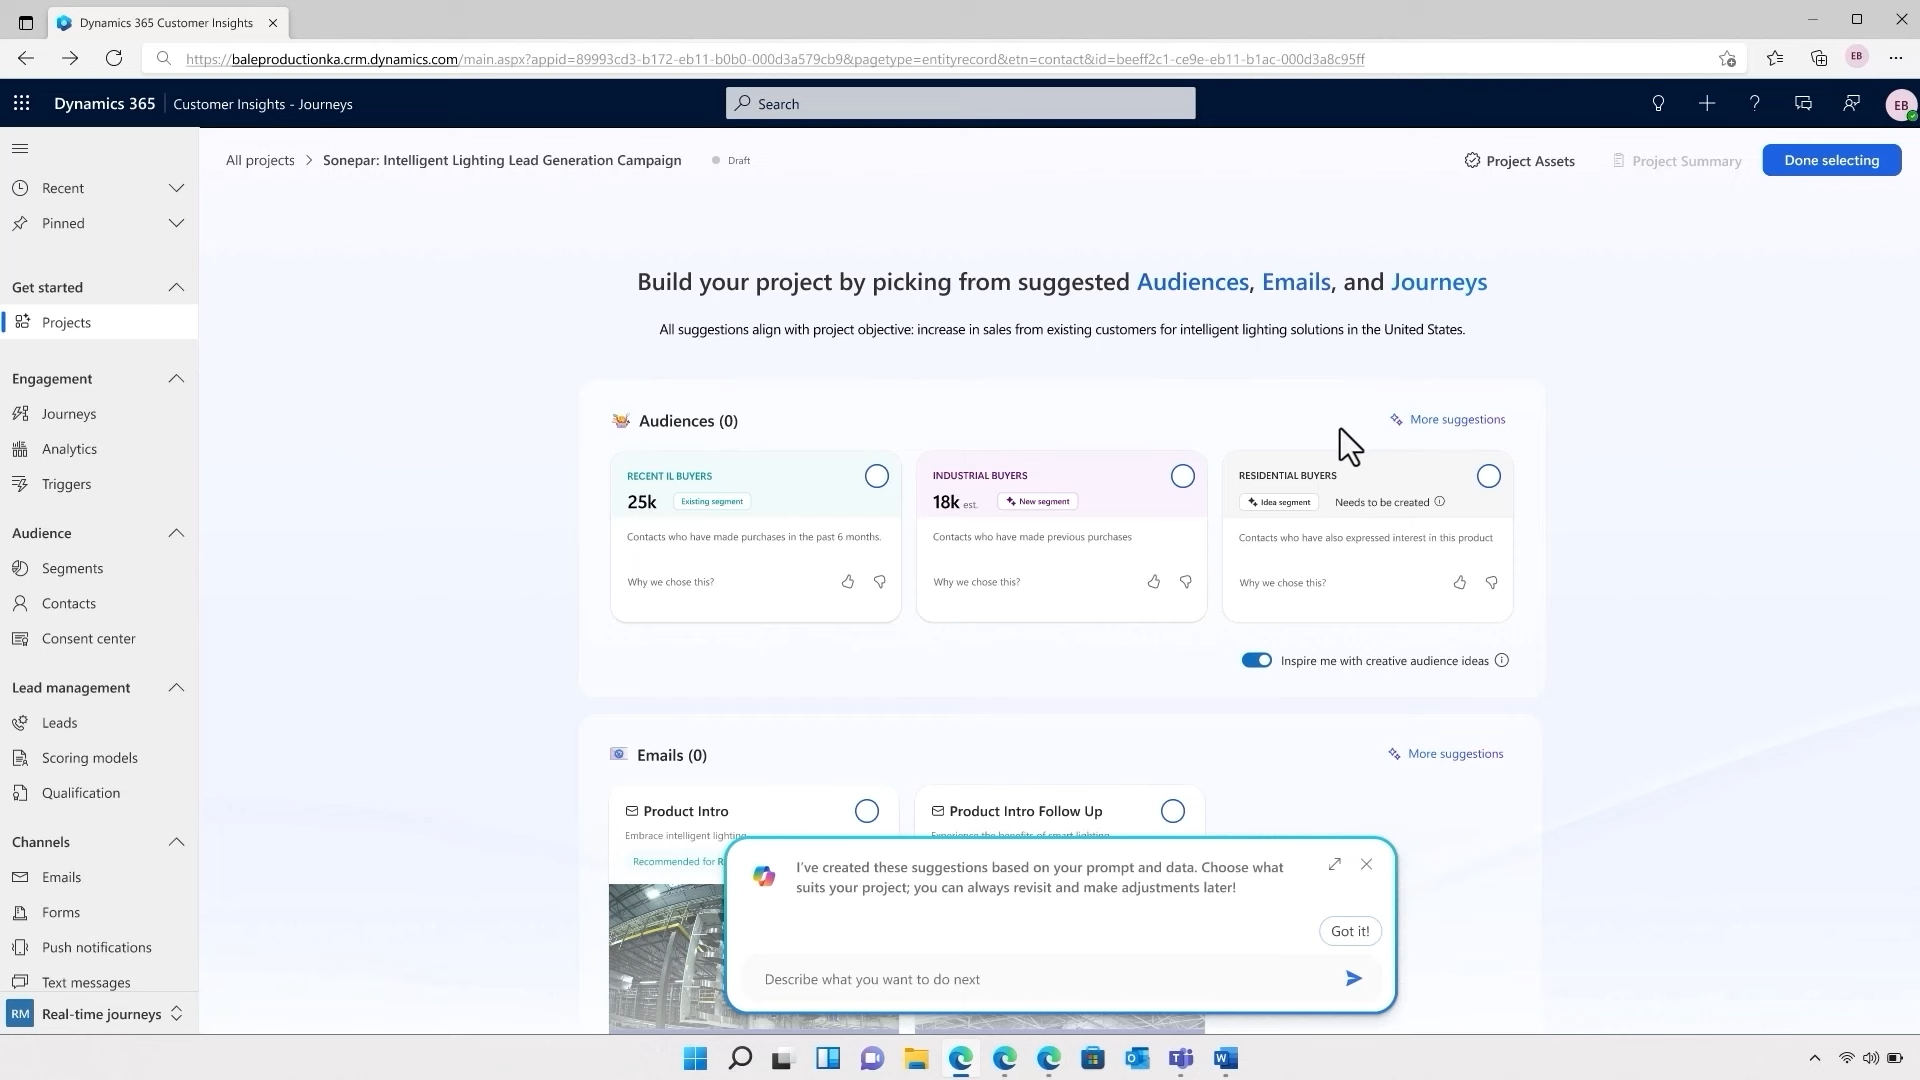 Dynamics 365 Customer Insights
https://baleproductionka.crm.dynamics.com/main.aspx?appid=89993cd3-b172-eb11-b0b0-000d3a579cb9&pagetype=entityrecord&etn=contact&id=beeff2c1-ce9e-eb11-b1ac-000d3a8c95ff
EB
Dynamics 365
Customer Insights - Journeys
Search
EB
All projects > Sonepar: Intelligent Lighting Lead Generation Campaign
Draft
Project Assets
Project Summary
Done selecting
Recent
Pinned
Get started
Projects
Engagement
Journeys
Analytics
Triggers
Audience
Segments
Contacts
Consent center
Lead management
Leads
Scoring models
Qualification
Channels
Emails
Forms
Push notifications
Text messages
RM Real-time journeys
Build your project by picking from suggested Audiences, Emails, and Journeys
All suggestions align with project objective: increase in sales from existing customers for intelligent lighting solutions in the United States.
Audiences (0)
More suggestions
RECENT IL BUYERS
25k
Existing segment
Contacts who have made purchases in the past 6 months.
Why we chose this?
INDUSTRIAL BUYERS
18k est.
New segment
Contacts who have made previous purchases
Why we chose this?
RESIDENTIAL BUYERS
Idea segment
Needs to be created
Contacts who have also expressed interest in this product
Why we chose this?
Inspire me with creative audience ideas
Emails (0)
More suggestions
Product Intro
Embrace intelligent lighting
Recommended for R
Product Intro Follow Up
Experience the benefits of smart lighting
I've created these suggestions based on your prompt and data. Choose what
suits your project; you can always revisit and make adjustments later!
Got it!
Describe what you want to do next